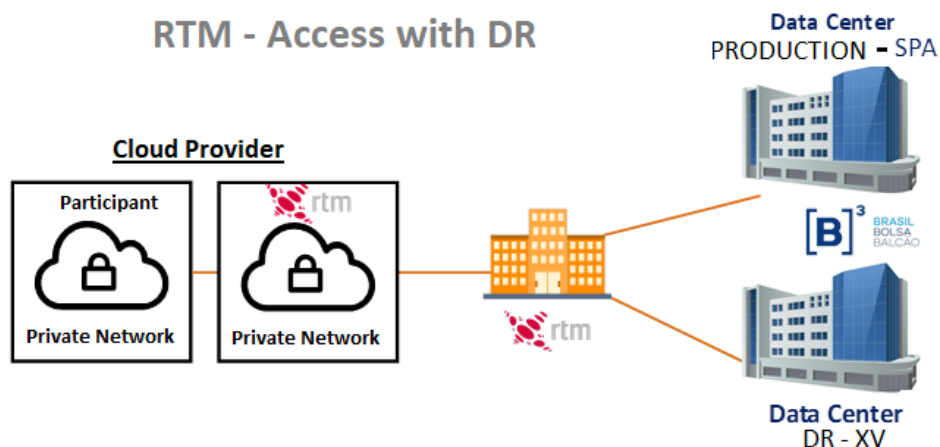 RTM - Access with DR
Data Center
PRODUCTION - SPA
Cloud Provider
Participant
Private Network
rtm
Private Network
rtm
[B]³
BRASIL
BOLSA
BALCÃO
Data Center
DR - XV